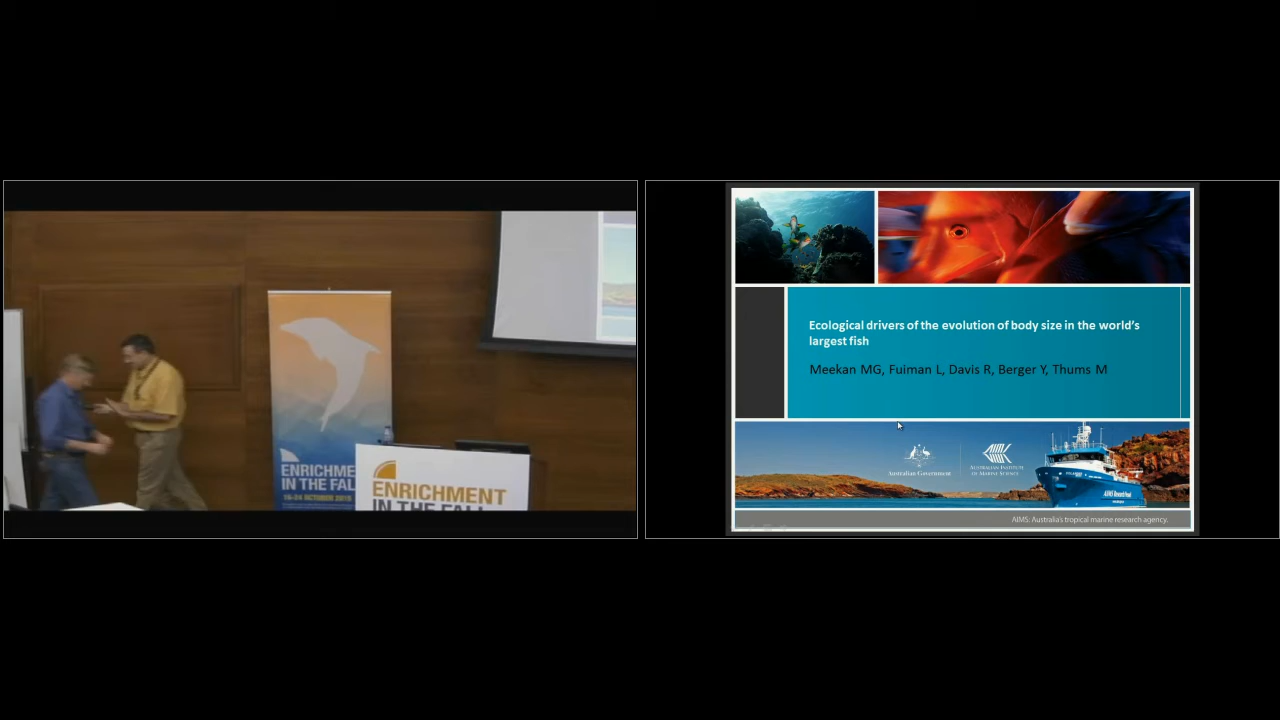 ENRICHME
IN THE FAL
ENRICHMENT
IN THE FALL
Ecological drivers of the evolution of body size in the world's
largest fish
Meekan MG, Fuiman L, Davis R, Berger Y, Thums M
Australian Government
AUSTRALIAN INSTITUTE
OF MARINE SCIENCE
AIMS: Australia's tropical marine research agency.